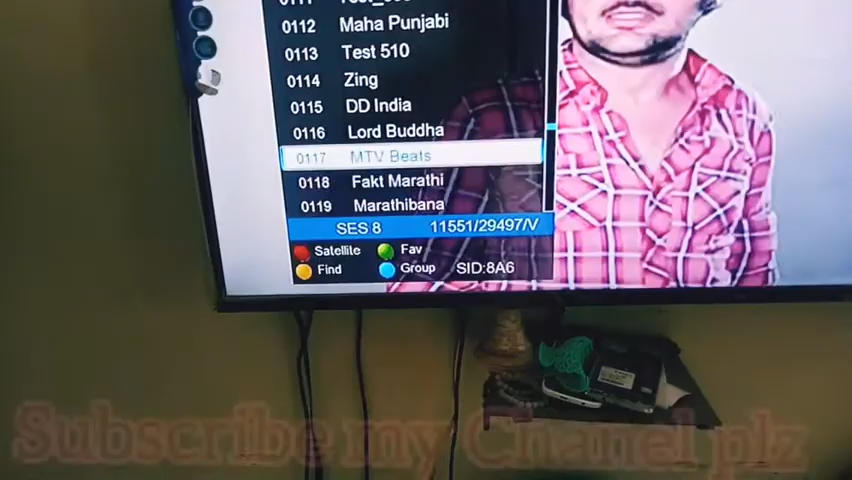 0112 Maha Punjabi
0113 Test 510
0114 Zing
0115 DD India
0116 Lord Buddha
0117 MTV Beats
0118 Fakt Marathi
0119 Marathibana
SES 8 11551/29497/V
Satellite Fav
Find Group SID:8A6
Subscribe my Chanel plz